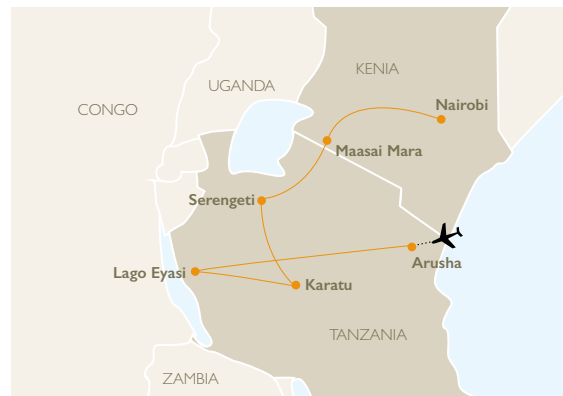 KENIA
UGANDA
CONGO
Nairobi
Maasai Mara
Serengeti
Arusha
Lago Eyasi
Karatu
TANZANIA
ZAMBIA